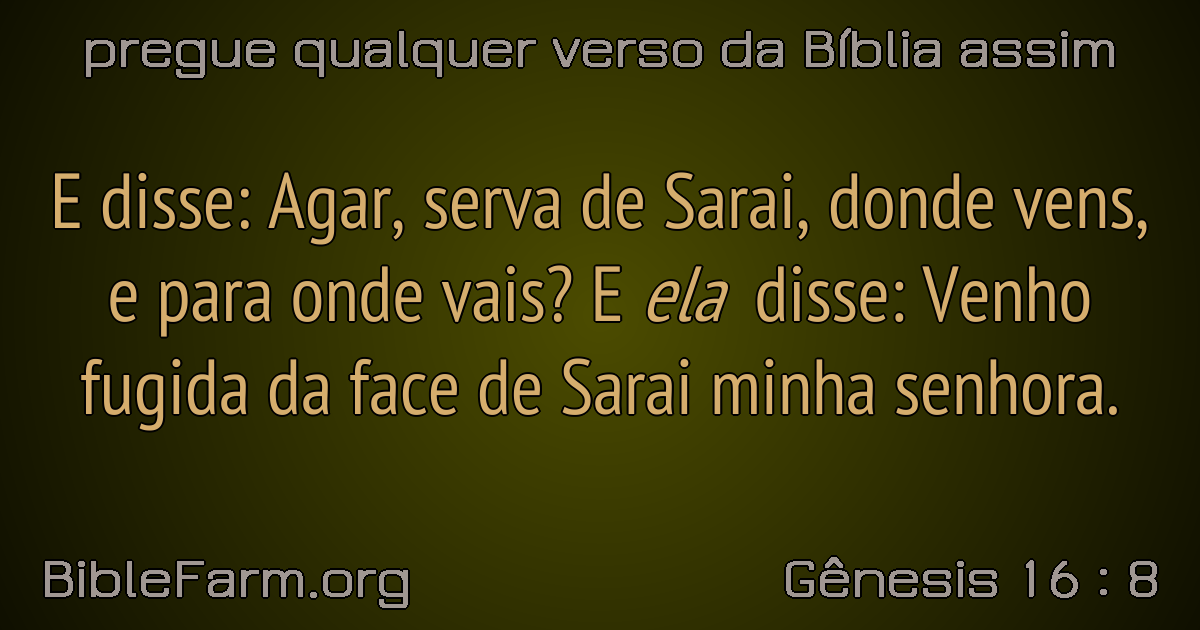 pregue qualquer verso da Bíblia assim
E disse: Agar, serva de Sarai, donde vens,
e para onde vais? E ela disse: Venho
fugida da face de Sarai minha senhora.
BibleFarm.org
Gênesis 16 : 8